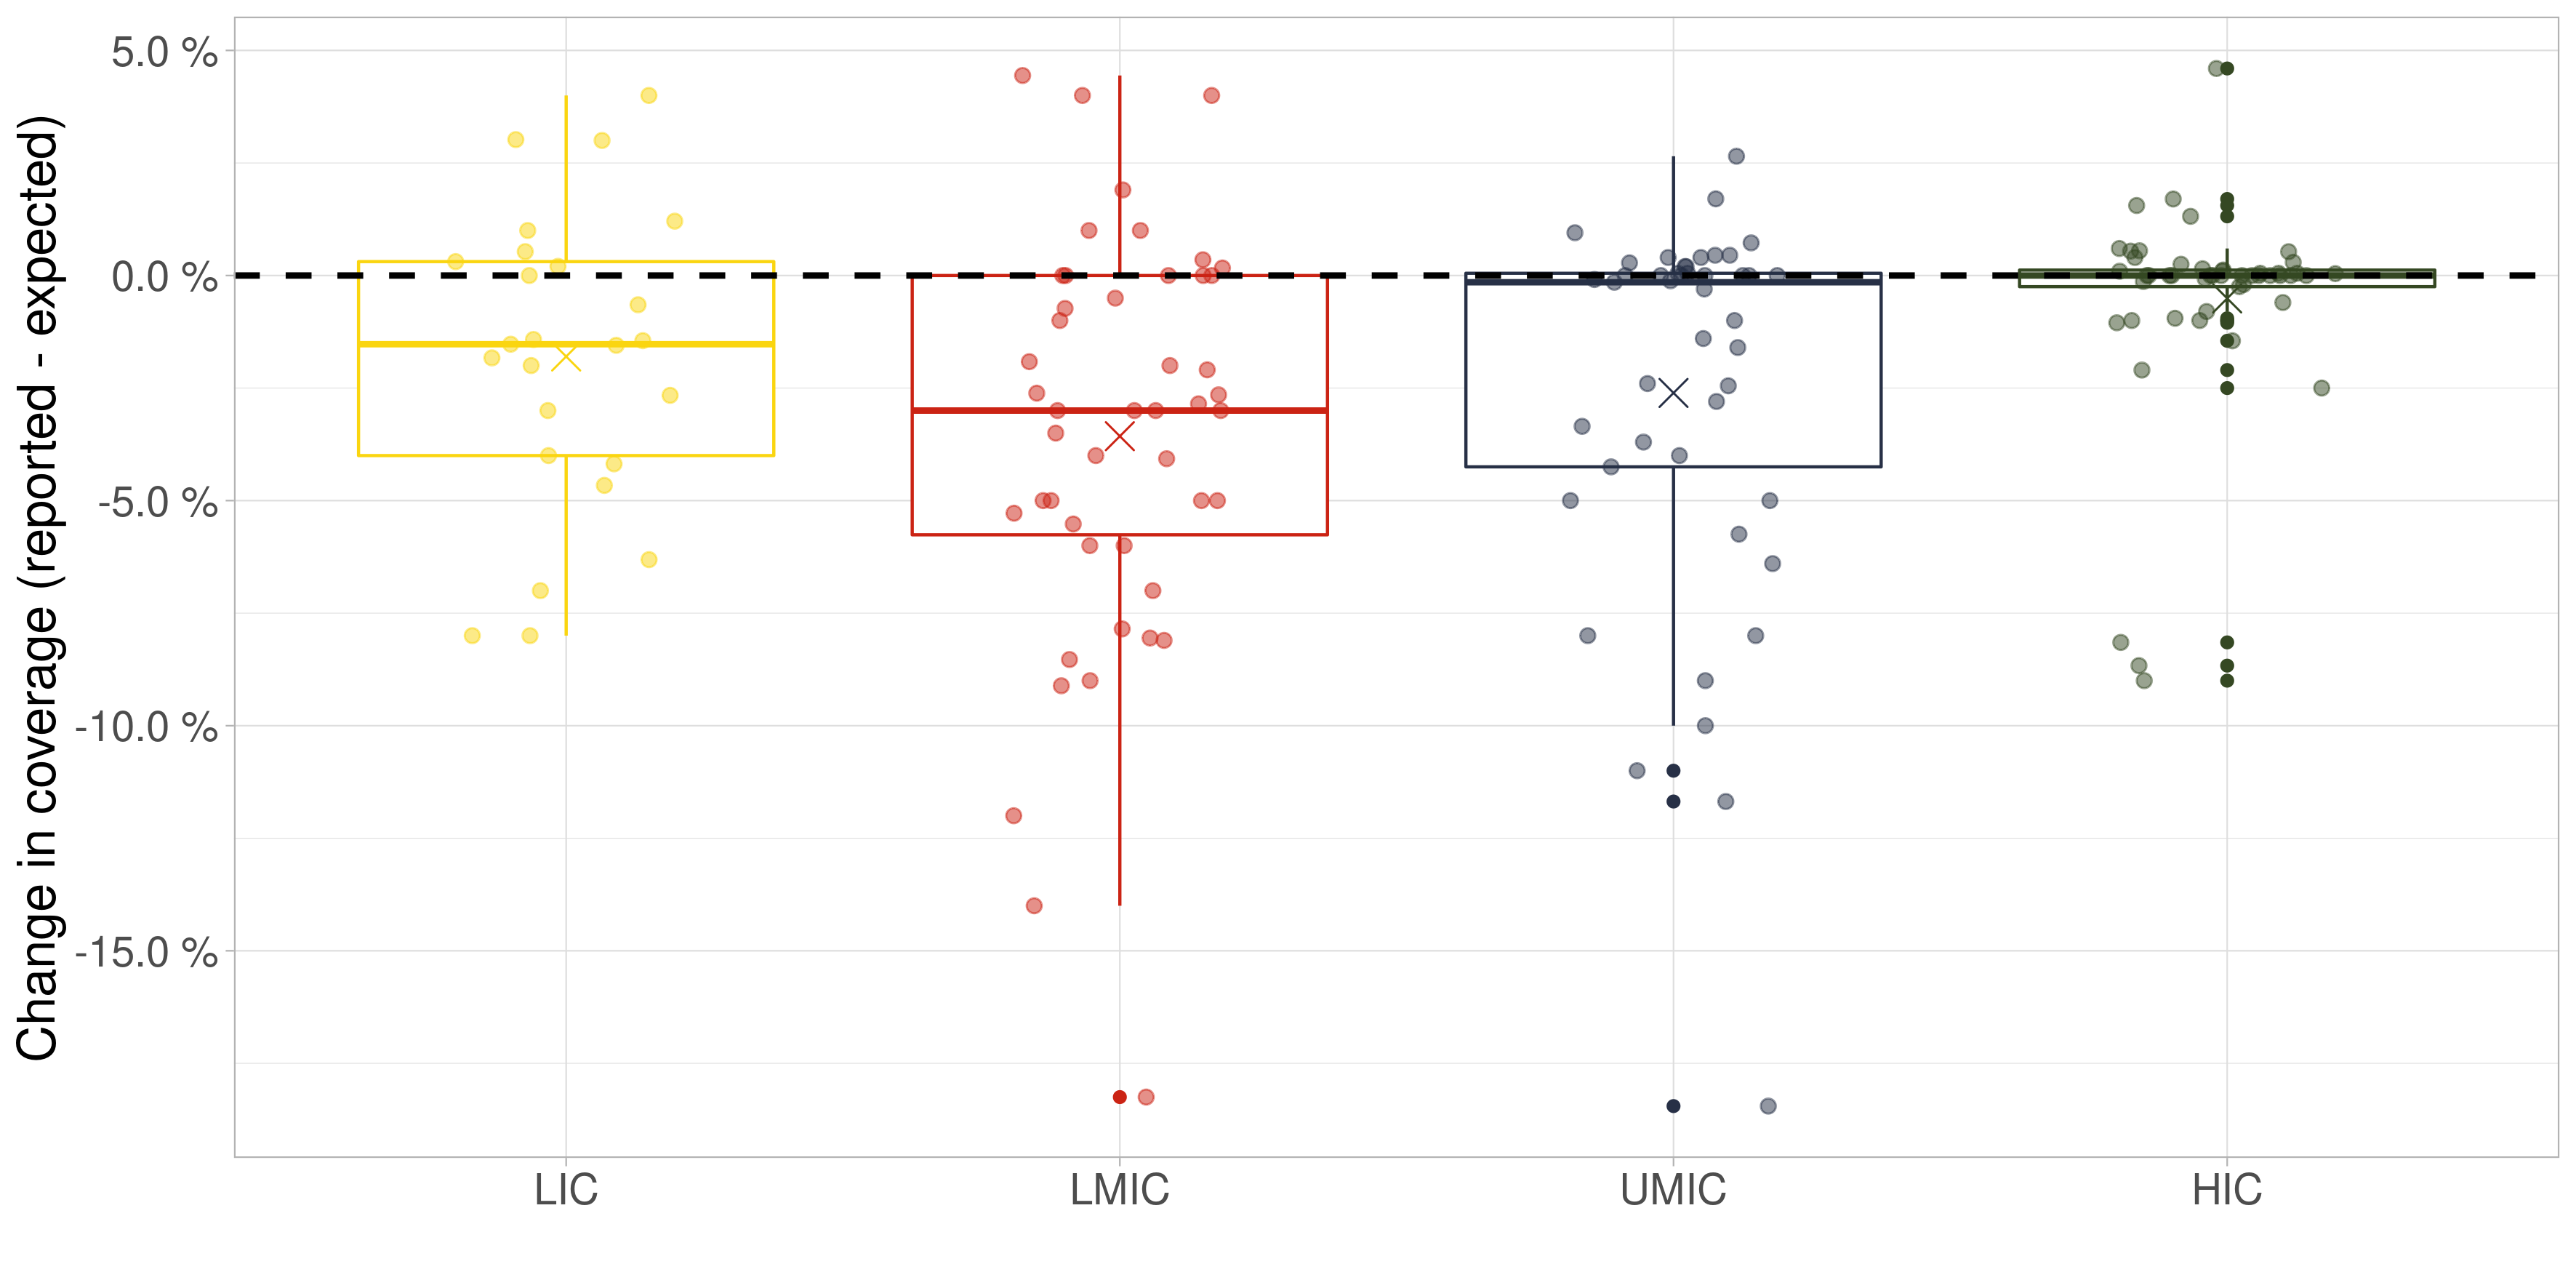 Change in coverage (reported - expected)
5.0 %
0.0 %
-5.0 %
-10.0 %
-15.0 %
LIC
LMIC
UMIC
HIC